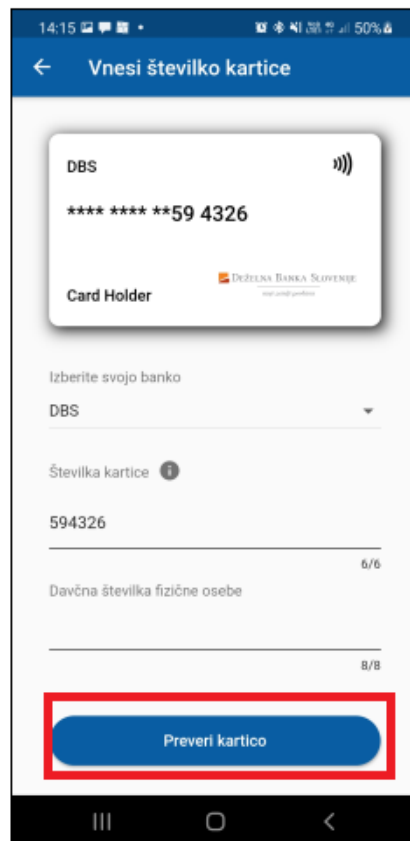 14:15 50%
Vnesi številko kartice
DBS
**** **** **59 4326
DEŽELNA BANKA SLOVENIJE
Card Holder
Izberite svojo banko
DBS
Številka kartice
594326
6/6
Davčna številka fizične osebe
8/8
Preveri kartico